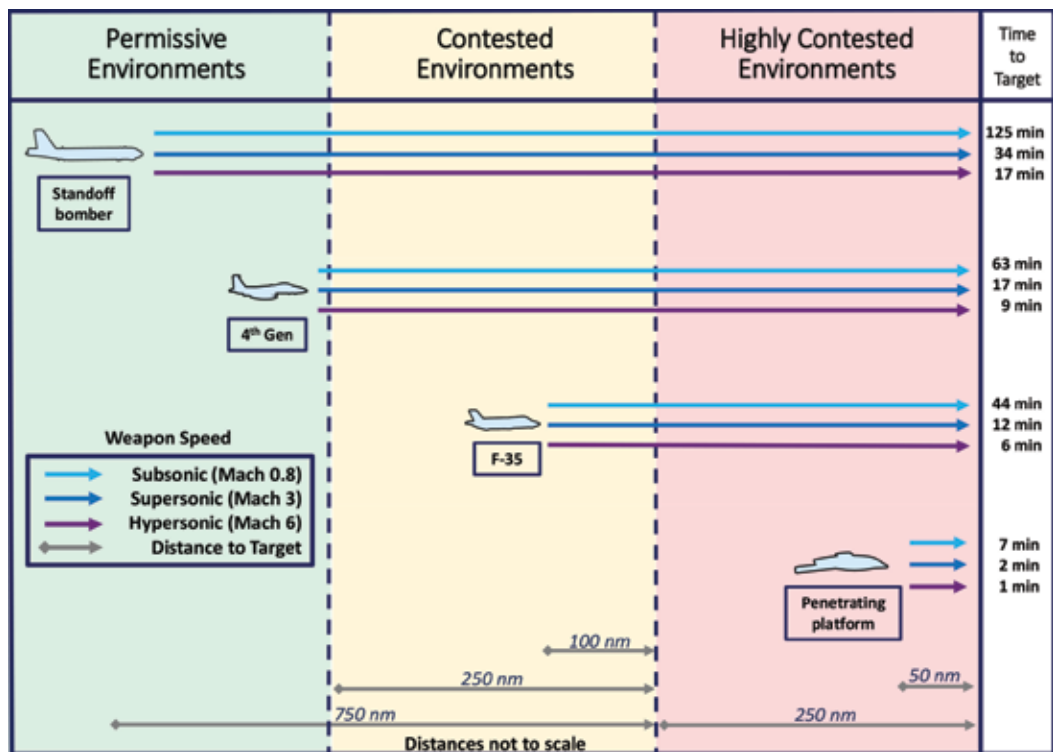 Permissive
Environments
Contested
Environments
Highly Contested
Environments
Time
to
Target
125 min
34 min
17 min
Standoff
bomber
63 min
17 min
9 min
4th Gen
44 min
12 min
6 min
F-35
Weapon Speed
Subsonic (Mach 0.8)
Supersonic (Mach 3)
Hypersonic (Mach 6)
Distance to Target
7 min
2 min
1 min
Penetrating
platform
100 nm
250 nm
50 nm
750 nm
250 nm
Distances not to scale